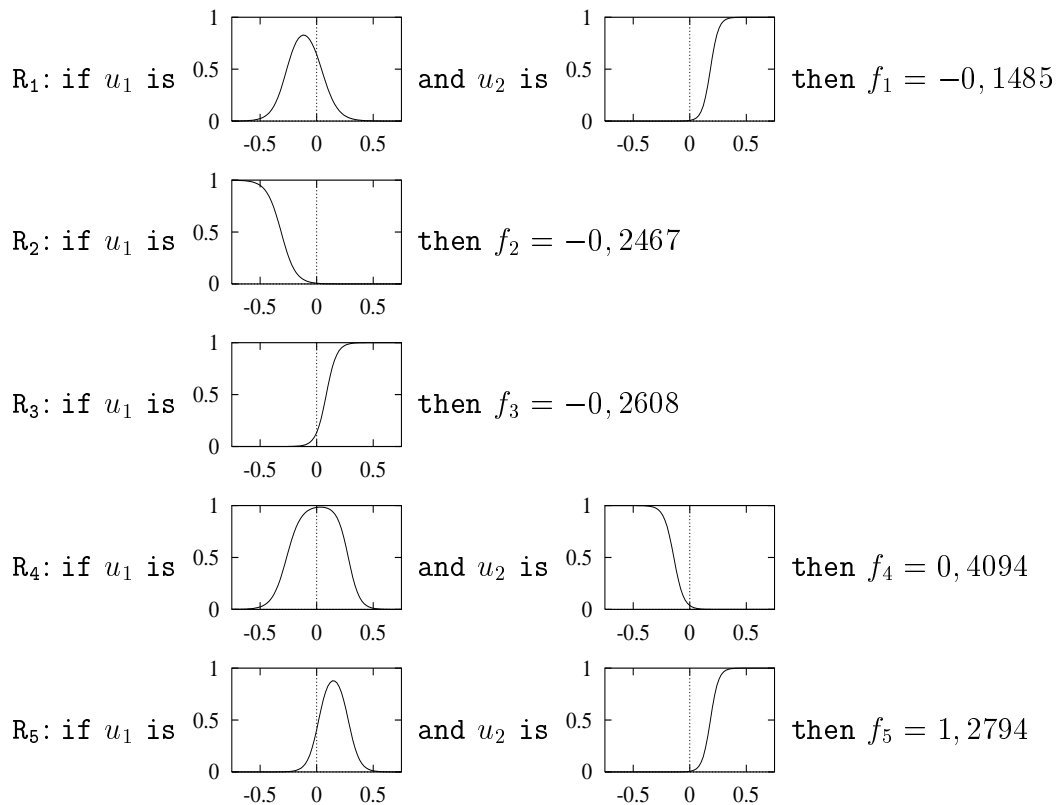 1
1
R₁: if u₁ is 0.5 and u₂ is 0.5 then f₁ = −0, 1485
0
0
-0.5 0 0.5
-0.5 0 0.5
1
R₂: if u₁ is 0.5 then f₂ = −0, 2467
0
-0.5 0 0.5
1
R₃: if u₁ is 0.5 then f₃ = −0, 2608
0
-0.5 0 0.5
1
1
R₄: if u₁ is 0.5 and u₂ is 0.5 then f₄ = 0, 4094
0
0
-0.5 0 0.5
-0.5 0 0.5
1
1
R₅: if u₁ is 0.5 and u₂ is 0.5 then f₅ = 1, 2794
0
0
-0.5 0 0.5
-0.5 0 0.5